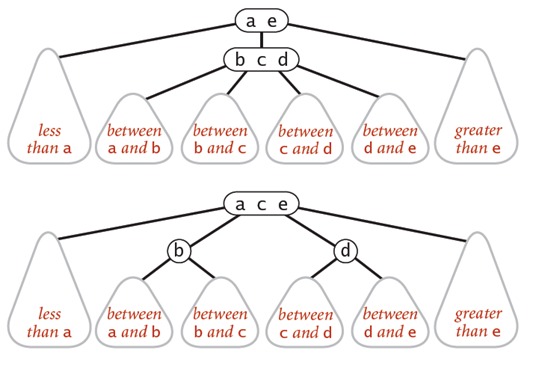 a e
b c d
less than a
between a and b
between b and c
between c and d
between d and e
greater than e
a c e
b
d
less than a
between a and b
between b and c
between c and d
between d and e
greater than e